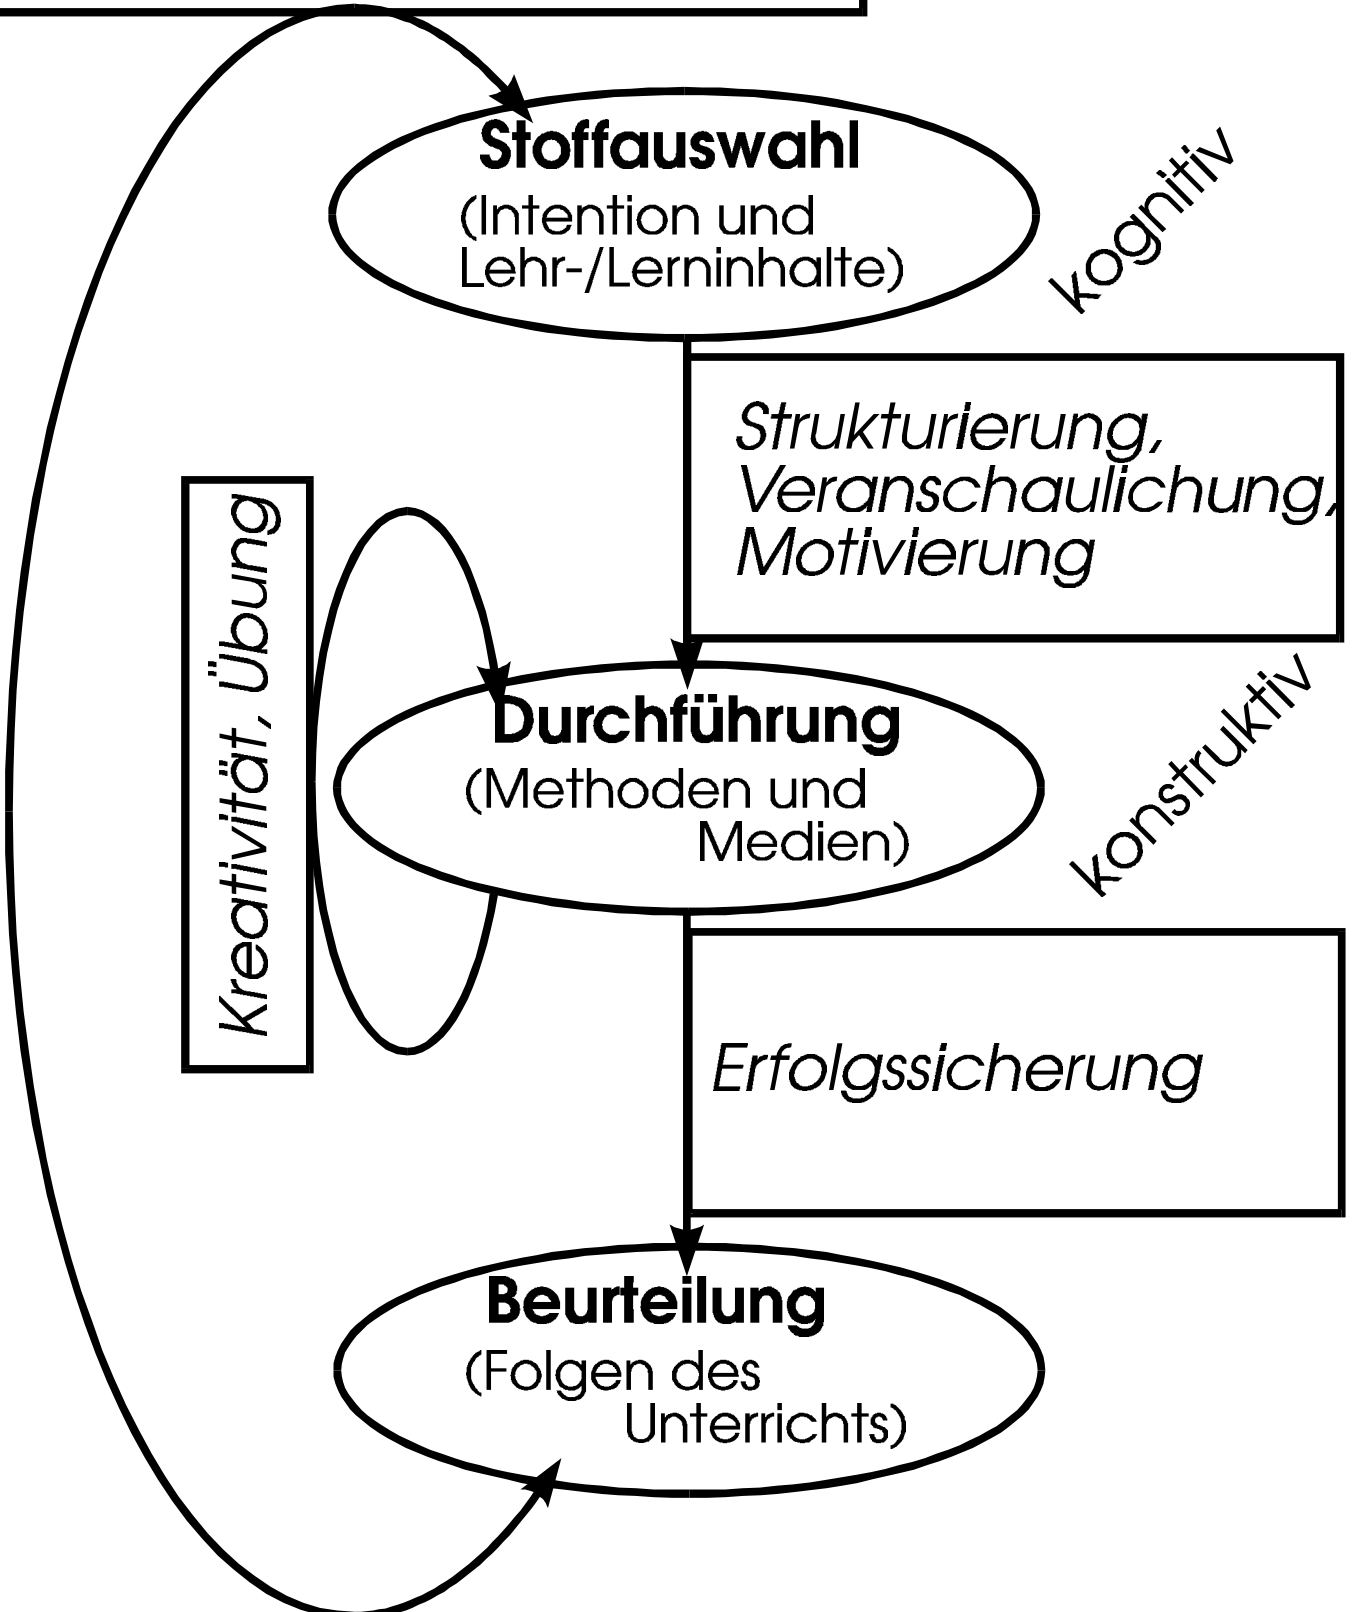 Stoffauswahl
(Intention und
Lehr-/Lerninhalte)
kognitiv
Strukturierung,
Veranschaulichung,
Motivierung
Kreativität, Übung
Durchführung
(Methoden und
Medien)
konstruktiv
Erfolgssicherung
Beurteilung
(Folgen des
Unterrichts)